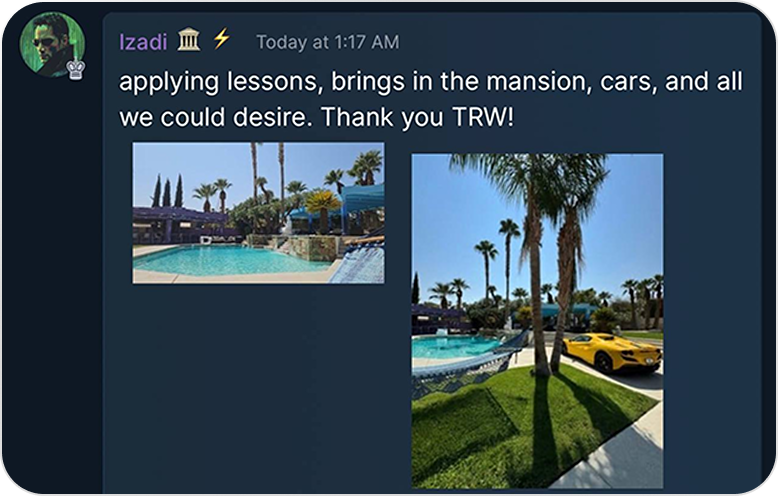 Izadi 🏛️ ⚡ Today at 1:17 AM
applying lessons, brings in the mansion, cars, and all
we could desire. Thank you TRW!